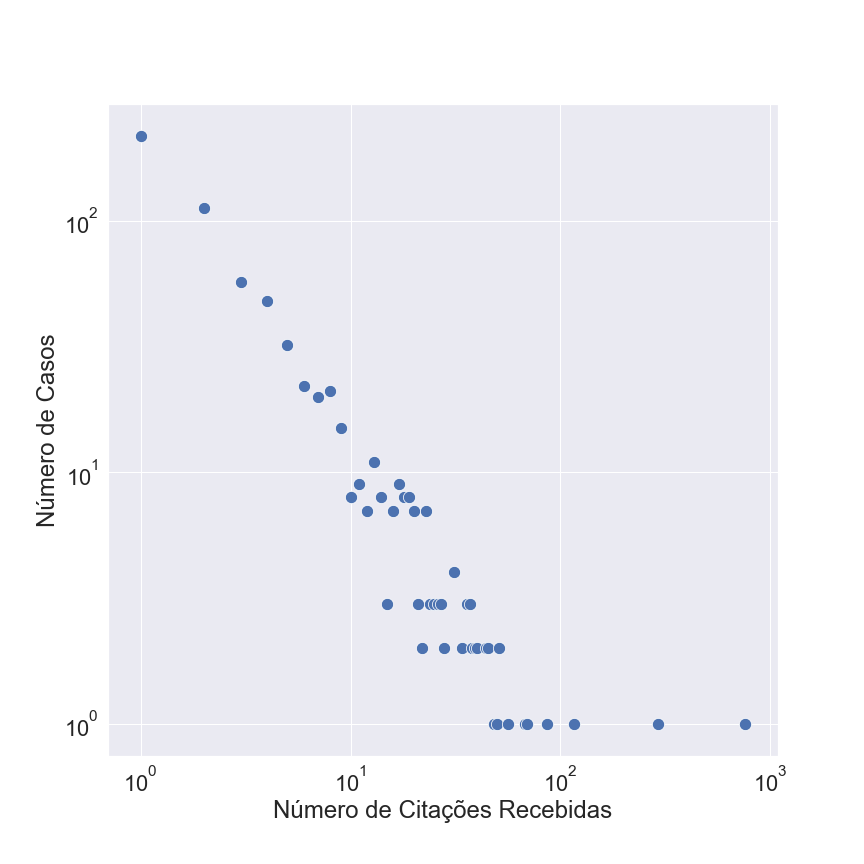 10²
10¹
10⁰
Número de Casos
10⁰ 10¹ 10² 10³
Número de Citações Recebidas